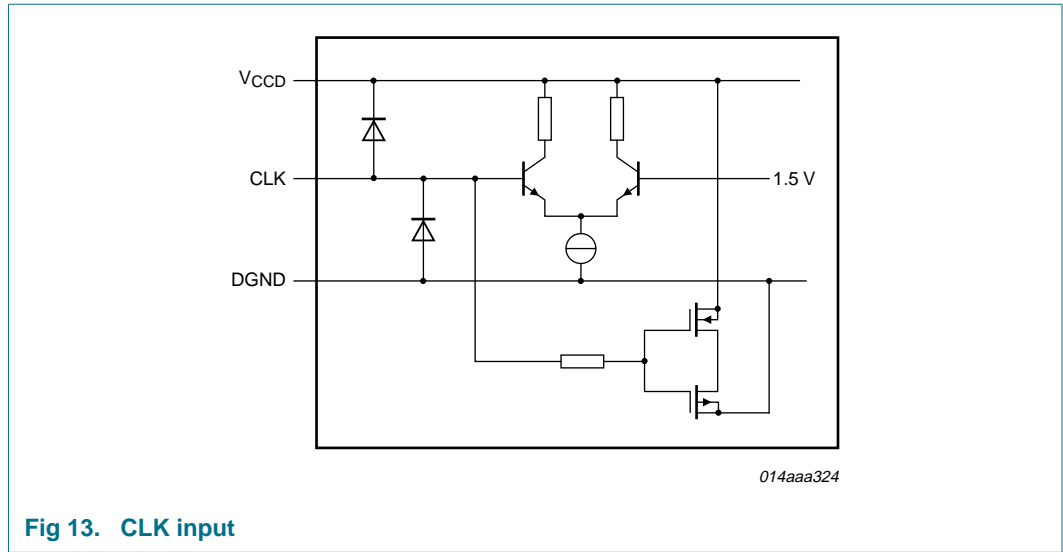 VCCD
CLK
1.5 V
DGND
014aaa324
Fig 13. CLK input